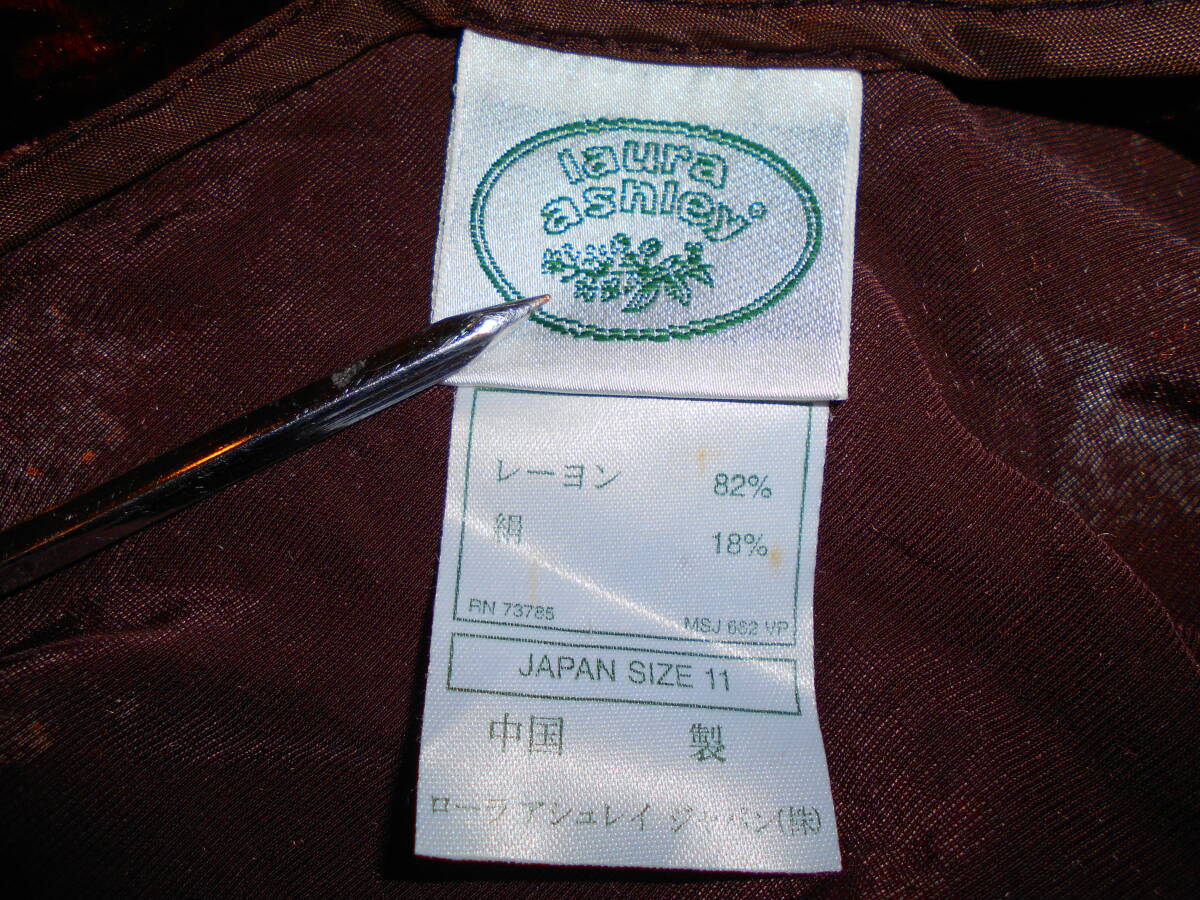 laura
ashley®
レーヨン 82%
絹 18%
RN 73785 MSJ 682 VP
JAPAN SIZE 11
中国 製
ローラ アシュレイ ジャパン(株)